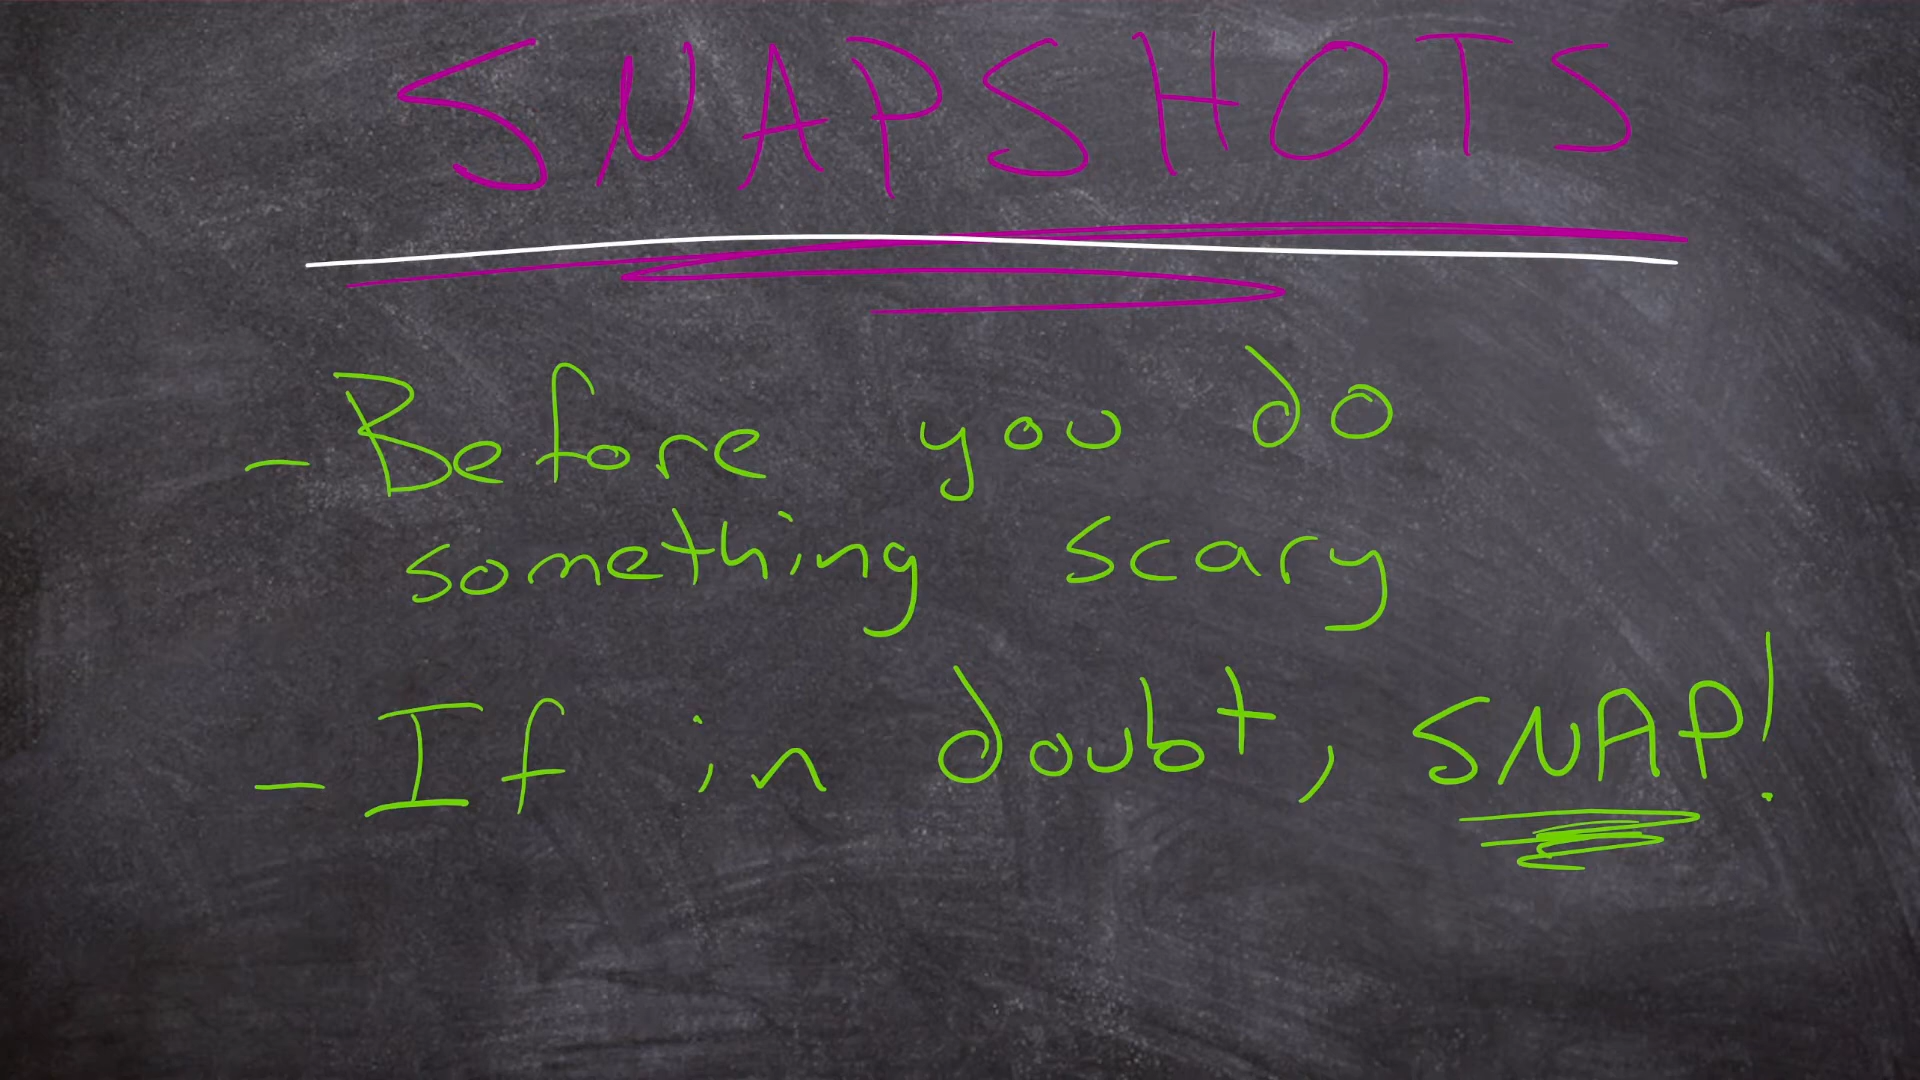 SNAPSHOTS
- Before you do
something scary
- If in doubt, SNAP!